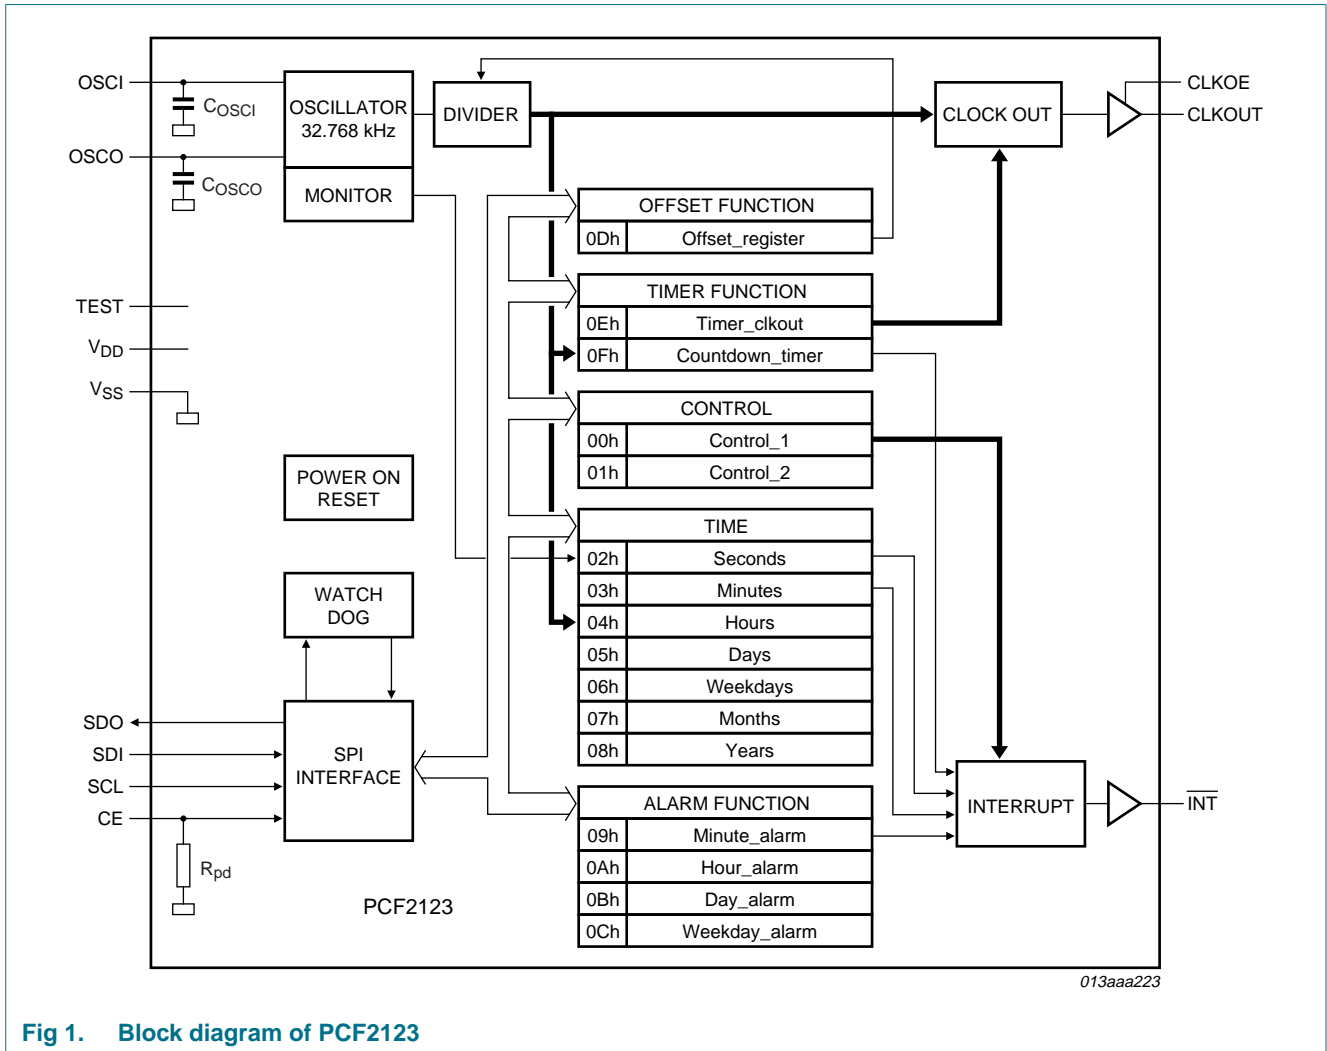 OSCI
COSCI
OSCO
COSCO
OSCILLATOR
32.768 kHz
MONITOR
DIVIDER
CLOCK OUT
CLKOE
CLKOUT
OFFSET FUNCTION
0Dh Offset_register
TIMER FUNCTION
0Eh Timer_clkout
0Fh Countdown_timer
TEST
VDD
VSS
CONTROL
00h Control_1
01h Control_2
POWER ON
RESET
TIME
02h Seconds
03h Minutes
04h Hours
05h Days
06h Weekdays
07h Months
08h Years
WATCH
DOG
SDO
SDI
SCL
CE
SPI
INTERFACE
Rpd
ALARM FUNCTION
09h Minute_alarm
0Ah Hour_alarm
0Bh Day_alarm
0Ch Weekday_alarm
INTERRUPT
INT
PCF2123
013aaa223
Fig 1. Block diagram of PCF2123